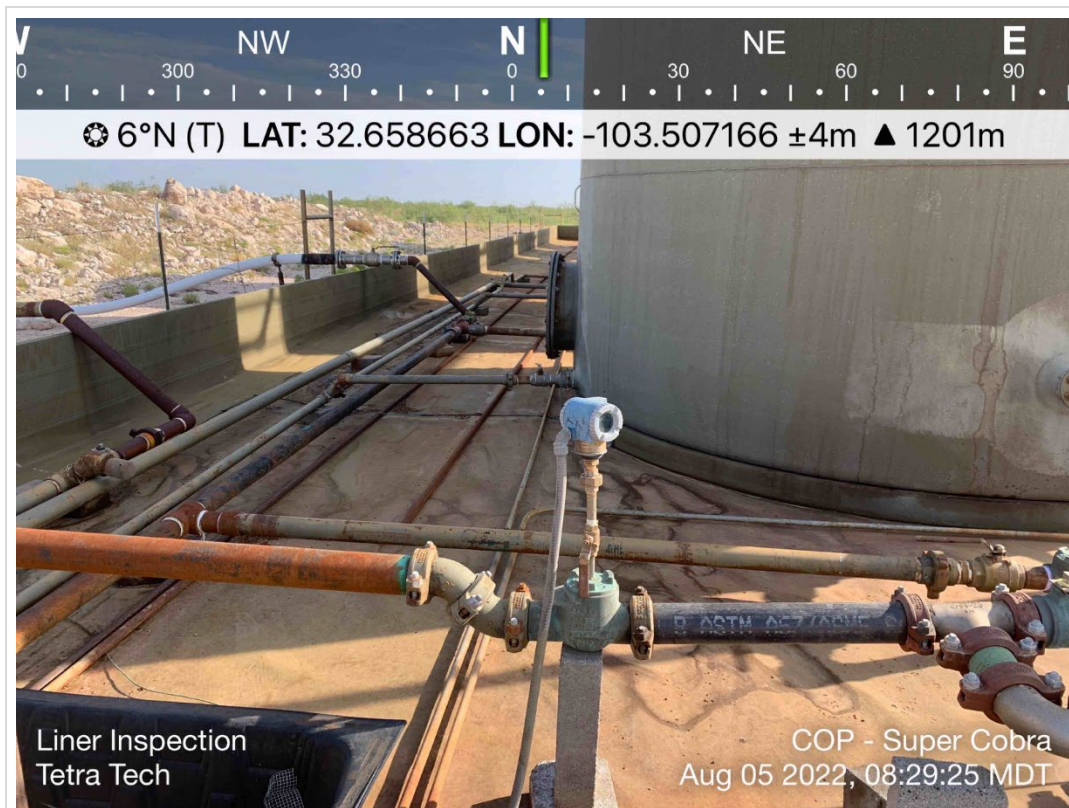 NW N NE E
300 330 0 30 60 90
6°N (T) LAT: 32.658663 LON: -103.507166 ±4m ▲ 1201m
B ASTM
Liner Inspection
Tetra Tech
COP - Super Cobra
Aug 05 2022, 08:29:25 MDT